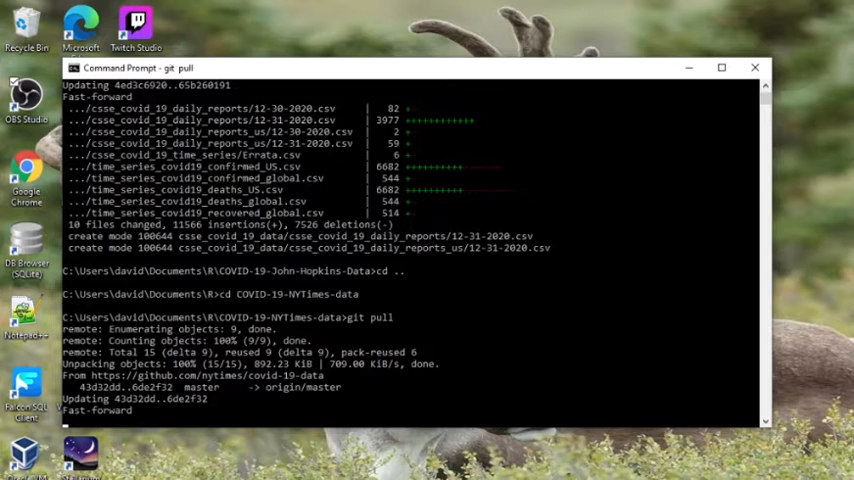 Recycle Bin
Microsoft
Twitch Studio
Command Prompt - git pull
Updating 4ed3c6920..65b260191
Fast-forward
.../csse_covid_19_daily_reports/12-30-2020.csv | 82 +
.../csse_covid_19_daily_reports/12-31-2020.csv | 3977 ++++++++++++
.../csse_covid_19_daily_reports_us/12-30-2020.csv | 2 +
.../csse_covid_19_daily_reports_us/12-31-2020.csv | 59 +
.../csse_covid_19_time_series/Errata.csv | 6 +
.../time_series_covid19_confirmed_US.csv | 6682
.../time_series_covid19_confirmed_global.csv | 544 +
.../time_series_covid19_deaths_US.csv | 6682
.../time_series_covid19_deaths_global.csv | 544 +
.../time_series_covid19_recovered_global.csv | 514 +
10 files changed, 11566 insertions(+), 7526 deletions(-)
create mode 100644 csse_covid_19_data/csse_covid_19_daily_reports/12-31-2020.csv
create mode 100644 csse_covid_19_data/csse_covid_19_daily_reports_us/12-31-2020.csv
C:\Users\david\Documents\R\COVID-19-John-Hopkins-Data>cd ..
C:\Users\david\Documents\R>cd COVID-19-NYTimes-data
C:\Users\david\Documents\R\COVID-19-NYTimes-data>git pull
remote: Enumerating objects: 9, done.
remote: Counting objects: 100% (9/9), done.
remote: Total 15 (delta 9), reused 9 (delta 9), pack-reused 6
Unpacking objects: 100% (15/15), 892.23 KiB | 709.00 KiB/s, done.
From https://github.com/nytimes/covid-19-data
43d32dd..6de2f32 master -> origin/master
Updating 43d32dd..6de2f32
Fast-forward
OBS Studio
Google
Chrome
DB Browser
(SQLite)
Notepad++
Falcon SQL
Client